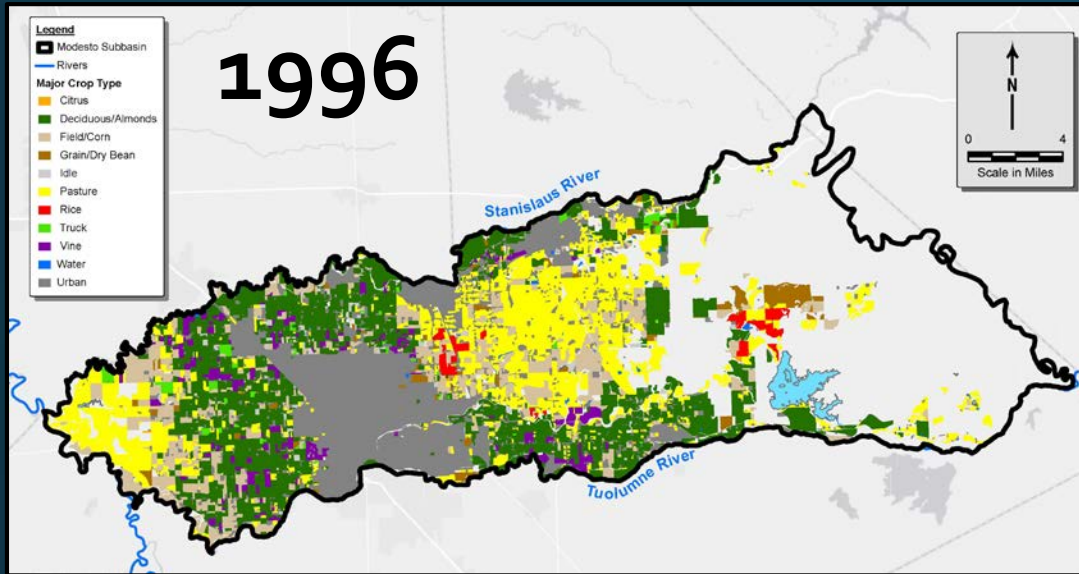 Legend
Modesto Subbasin
Rivers
Major Crop Type
Citrus
Deciduous/Almonds
Field/Corn
Grain/Dry Bean
Idle
Pasture
Rice
Truck
Vine
Water
Urban
1996
N
0 4
Scale in Miles
Stanislaus River
Tuolumne River